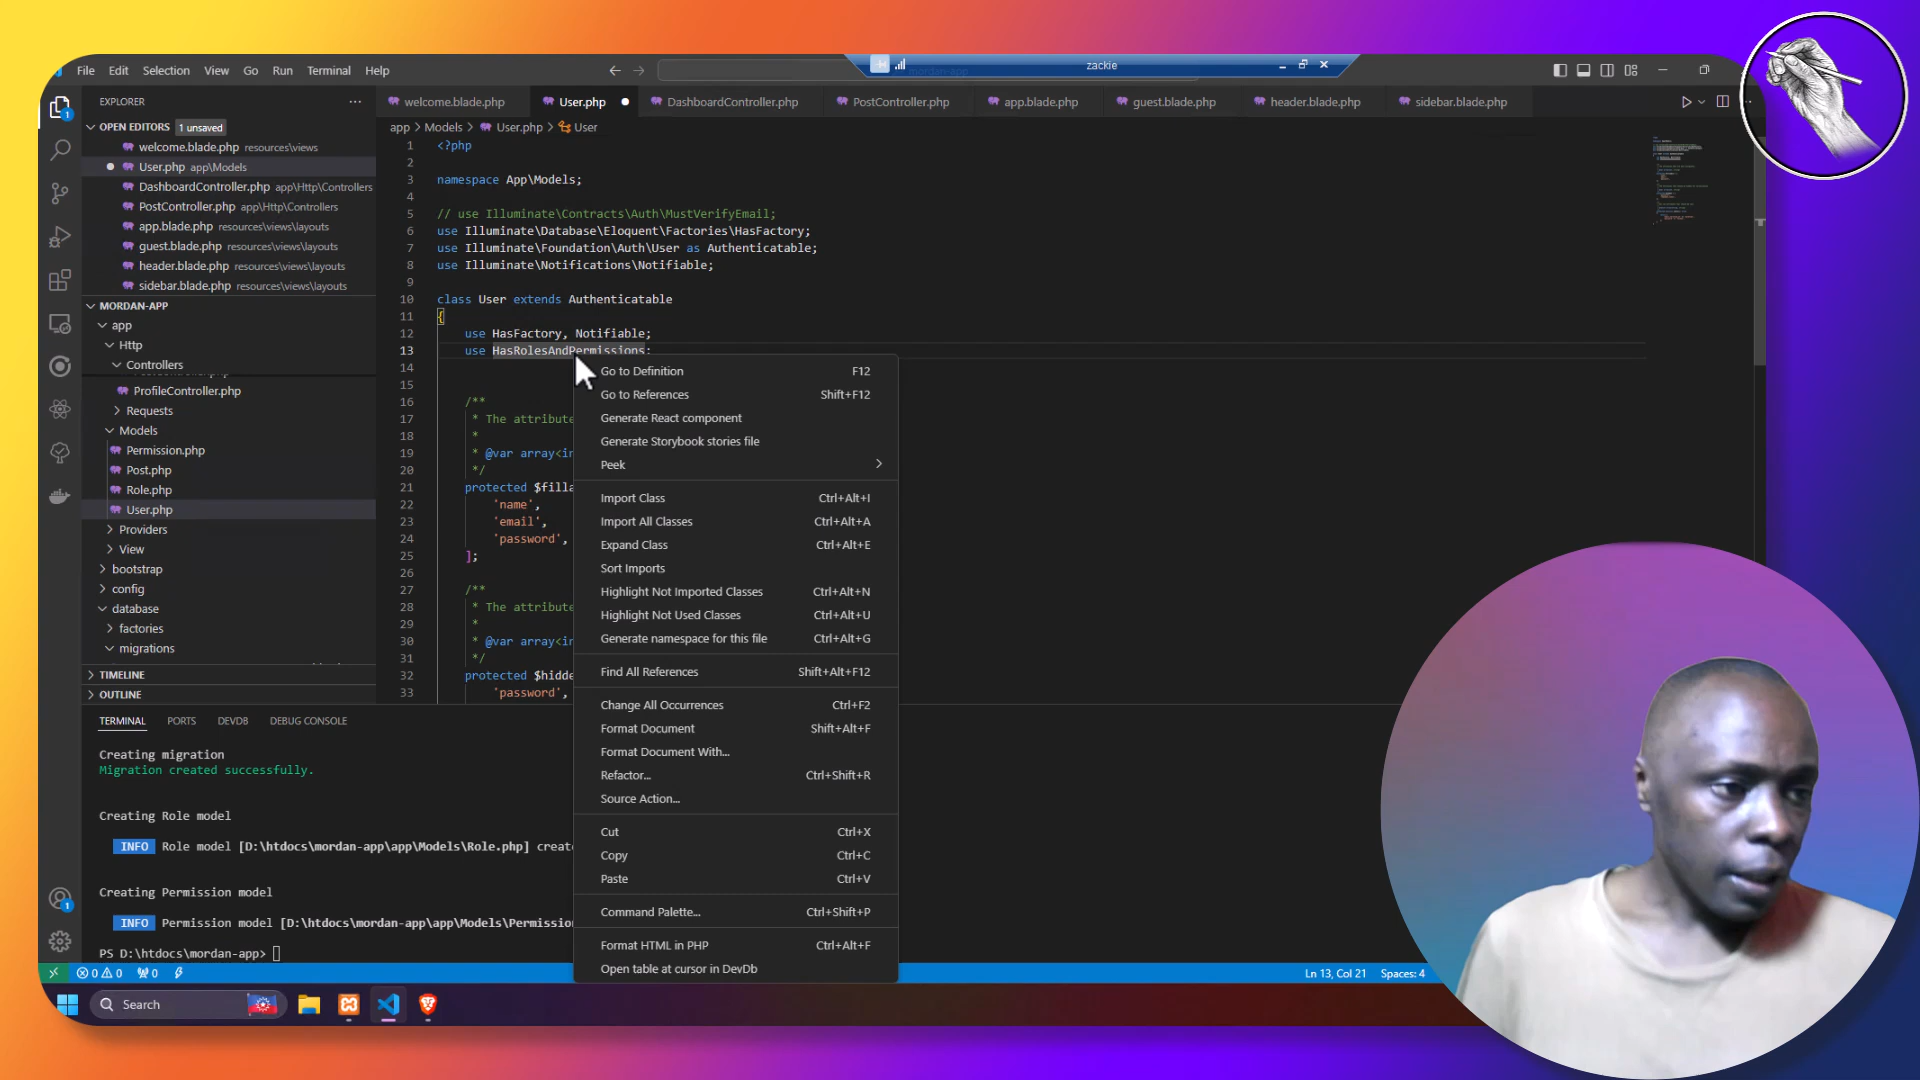 File Edit Selection View Go Run Terminal Help
zackie
EXPLORER
OPEN EDITORS 1 unsaved
welcome.blade.php resources\views
User.php app\Models
DashboardController.php app\Http\Controllers
PostController.php app\Http\Controllers
app.blade.php resources\views\layouts
guest.blade.php resources\views\layouts
header.blade.php resources\views\layouts
sidebar.blade.php resources\views\layouts
MORDAN-APP
app
Http
Controllers
ProfileController.php
Requests
Models
Permission.php
Post.php
Role.php
User.php
Providers
View
bootstrap
config
database
factories
migrations
TIMELINE
OUTLINE
welcome.blade.php User.php DashboardController.php PostController.php app.blade.php guest.blade.php header.blade.php sidebar.blade.php
app > Models > User.php > User
1 <?php
2
3 namespace App\Models;
4
5 // use Illuminate\Contracts\Auth\MustVerifyEmail;
6 use Illuminate\Database\Eloquent\Factories\HasFactory;
7 use Illuminate\Foundation\Auth\User as Authenticatable;
8 use Illuminate\Notifications\Notifiable;
9
10 class User extends Authenticatable
11 {
12 use HasFactory, Notifiable;
13 use HasRolesAndPermissions;
14
15
16 /**
17 * The attribute
18 *
19 * @var array<in
20 */
21 protected $filla
22 'name',
23 'email',
24 'password',
25 ];
26
27 /**
28 * The attribute
29 *
30 * @var array<in
31 */
32 protected $hidde
33 'password',
Go to Definition F12
Go to References Shift+F12
Generate React component
Generate Storybook stories file
Peek
Import Class Ctrl+Alt+I
Import All Classes Ctrl+Alt+A
Expand Class Ctrl+Alt+E
Sort Imports
Highlight Not Imported Classes Ctrl+Alt+N
Highlight Not Used Classes Ctrl+Alt+U
Generate namespace for this file Ctrl+Alt+G
Find All References Shift+Alt+F12
Change All Occurrences Ctrl+F2
Format Document Shift+Alt+F
Format Document With...
Refactor... Ctrl+Shift+R
Source Action...
Cut Ctrl+X
Copy Ctrl+C
Paste Ctrl+V
Command Palette... Ctrl+Shift+P
Format HTML in PHP Ctrl+Alt+F
Open table at cursor in DevDb
TERMINAL PORTS DEVDB DEBUG CONSOLE
Creating migration
Migration created successfully.
Creating Role model
INFO Role model [D:\htdocs\mordan-app\app\Models\Role.php] create
Creating Permission model
INFO Permission model [D:\htdocs\mordan-app\app\Models\Permission
PS D:\htdocs\mordan-app>
0 0 0
Ln 13, Col 21 Spaces: 4
Search